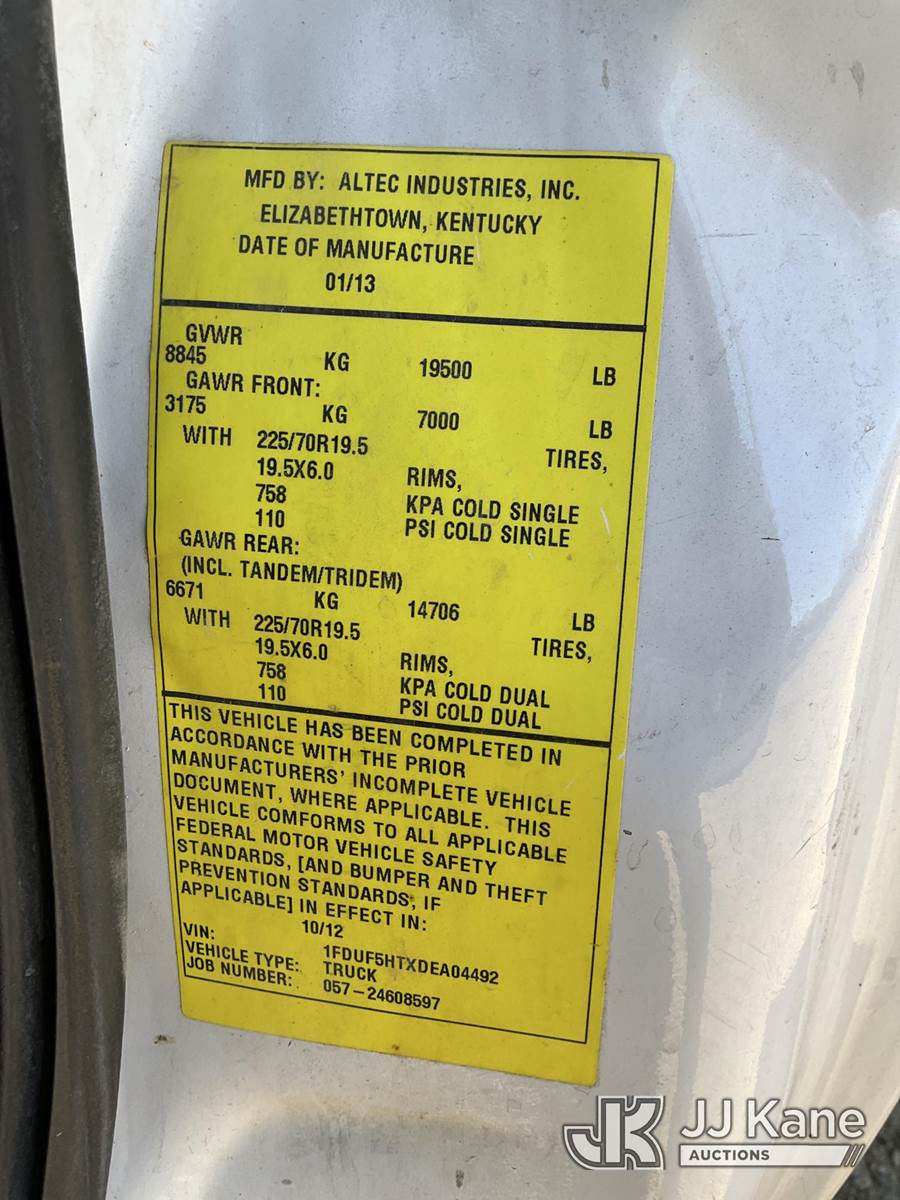 MFD BY: ALTEC INDUSTRIES, INC.
ELIZABETHTOWN, KENTUCKY
DATE OF MANUFACTURE
01/13
GVWR
8845 KG 19500 LB
GAWR FRONT:
3175 KG 7000 LB
WITH 225/70R19.5 TIRES,
19.5X6.0 RIMS,
758 KPA COLD SINGLE
110 PSI COLD SINGLE
GAWR REAR:
(INCL. TANDEM/TRIDEM)
6671 KG 14706 LB
WITH 225/70R19.5 TIRES,
19.5X6.0 RIMS,
758 KPA COLD DUAL
110 PSI COLD DUAL
THIS VEHICLE HAS BEEN COMPLETED IN
ACCORDANCE WITH THE PRIOR
MANUFACTURERS' INCOMPLETE VEHICLE
DOCUMENT, WHERE APPLICABLE. THIS
VEHICLE COMFORMS TO ALL APPLICABLE
FEDERAL MOTOR VEHICLE SAFETY
STANDARDS, [AND BUMPER AND THEFT
PREVENTION STANDARDS, IF
APPLICABLE] IN EFFECT IN:
10/12
VIN: 1FDUF5HTXDEA04492
VEHICLE TYPE: TRUCK
JOB NUMBER: 057-24608597
JK JJ Kane
AUCTIONS